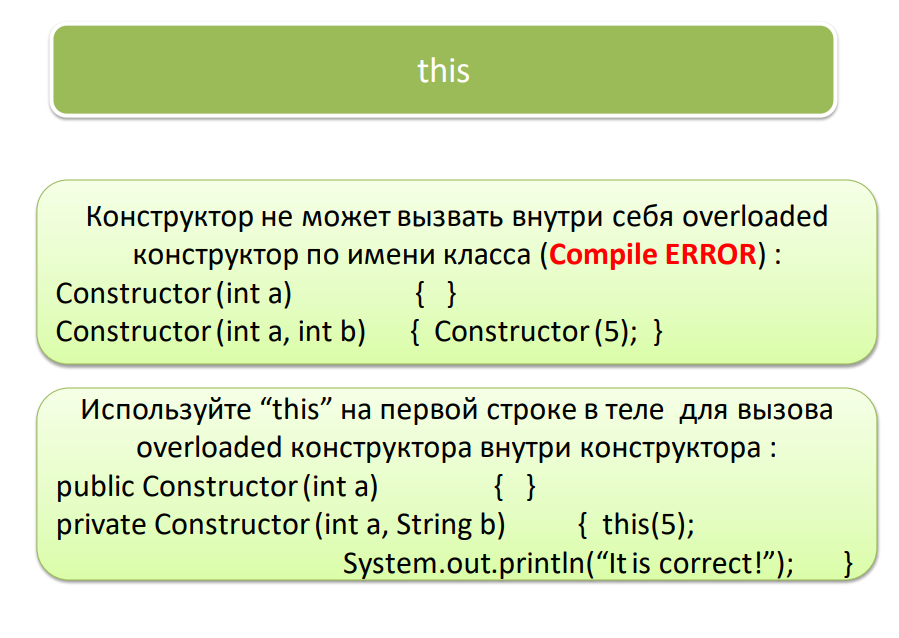 this
Конструктор не может вызвать внутри себя overloaded
конструктор по имени класса (Compile ERROR) :
Constructor (int a) { }
Constructor (int a, int b) { Constructor (5); }
Используйте “this” на первой строке в теле для вызова
overloaded конструктора внутри конструктора :
public Constructor (int a) { }
private Constructor (int a, String b) { this(5);
System.out.println(“It is correct!”); }